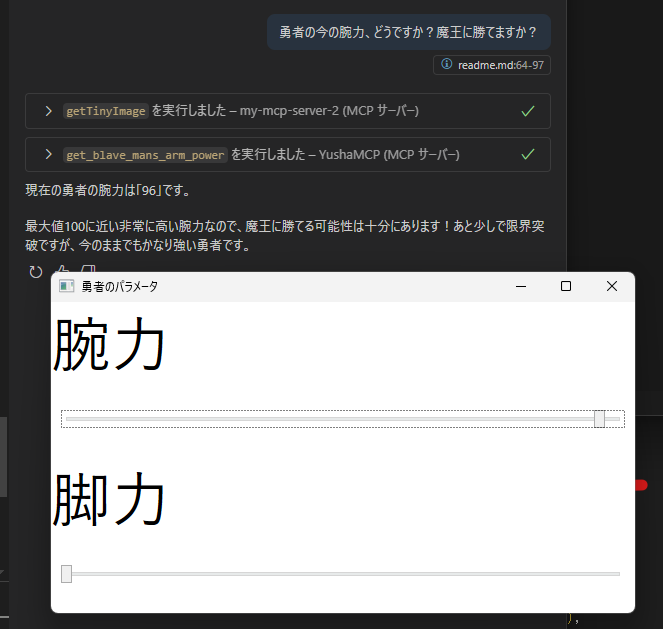 勇者の今の腕力、どうですか？魔王に勝てますか？
readme.md:64-97
getTinyImage を実行しました – my-mcp-server-2 (MCP サーバー)
get_blave_mans_arm_power を実行しました – YushaMCP (MCP サーバー)
現在の勇者の腕力は「96」です。
最大値100に近い非常に高い腕力なので、魔王に勝てる可能性は十分にあります！あと少しで限界突
破ですが、今のままでもかなり強い勇者です。
勇者のパラメータ
腕力
脚力